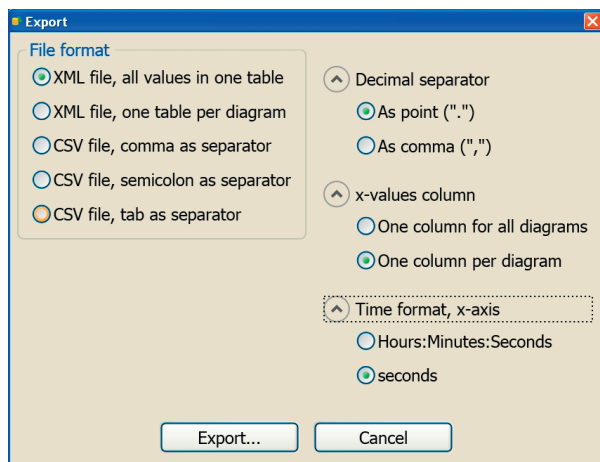 Export
File format
XML file, all values in one table
XML file, one table per diagram
CSV file, comma as separator
CSV file, semicolon as separator
CSV file, tab as separator
Decimal separator
As point (".")
As comma (",")
x-values column
One column for all diagrams
One column per diagram
Time format, x-axis
Hours:Minutes:Seconds
seconds
Export...
Cancel